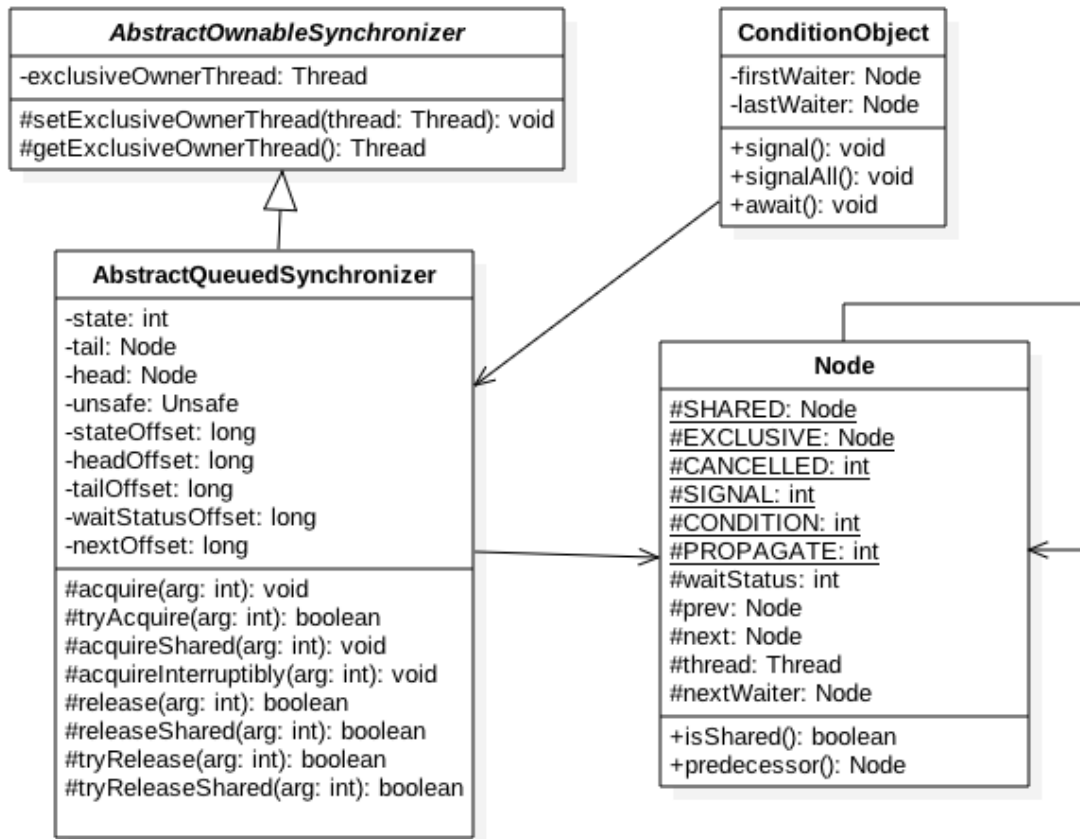 AbstractOwnableSynchronizer
-exclusiveOwnerThread: Thread
#setExclusiveOwnerThread(thread: Thread): void
#getExclusiveOwnerThread(): Thread
ConditionObject
-firstWaiter: Node
-lastWaiter: Node
+signal(): void
+signalAll(): void
+await(): void
AbstractQueuedSynchronizer
-state: int
-tail: Node
-head: Node
-unsafe: Unsafe
-stateOffset: long
-headOffset: long
-tailOffset: long
-waitStatusOffset: long
-nextOffset: long
#acquire(arg: int): void
#tryAcquire(arg: int): boolean
#acquireShared(arg: int): void
#acquireInterruptibly(arg: int): void
#release(arg: int): boolean
#releaseShared(arg: int): boolean
#tryRelease(arg: int): boolean
#tryReleaseShared(arg: int): boolean
Node
#SHARED: Node
#EXCLUSIVE: Node
#CANCELLED: int
#SIGNAL: int
#CONDITION: int
#PROPAGATE: int
#waitStatus: int
#prev: Node
#next: Node
#thread: Thread
#nextWaiter: Node
+isShared(): boolean
+predecessor(): Node